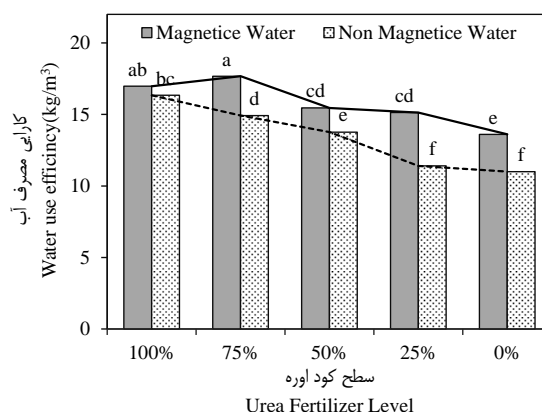 Magnetice Water Non Magnetice Water
20
15
10
5
0
ab bc a d cd e cd f e f
100% 75% 50% 25% 0%
سطح کود اوره
Urea Fertilizer Level
کارایی مصرف آب
Water use efficincy(kg/m³)